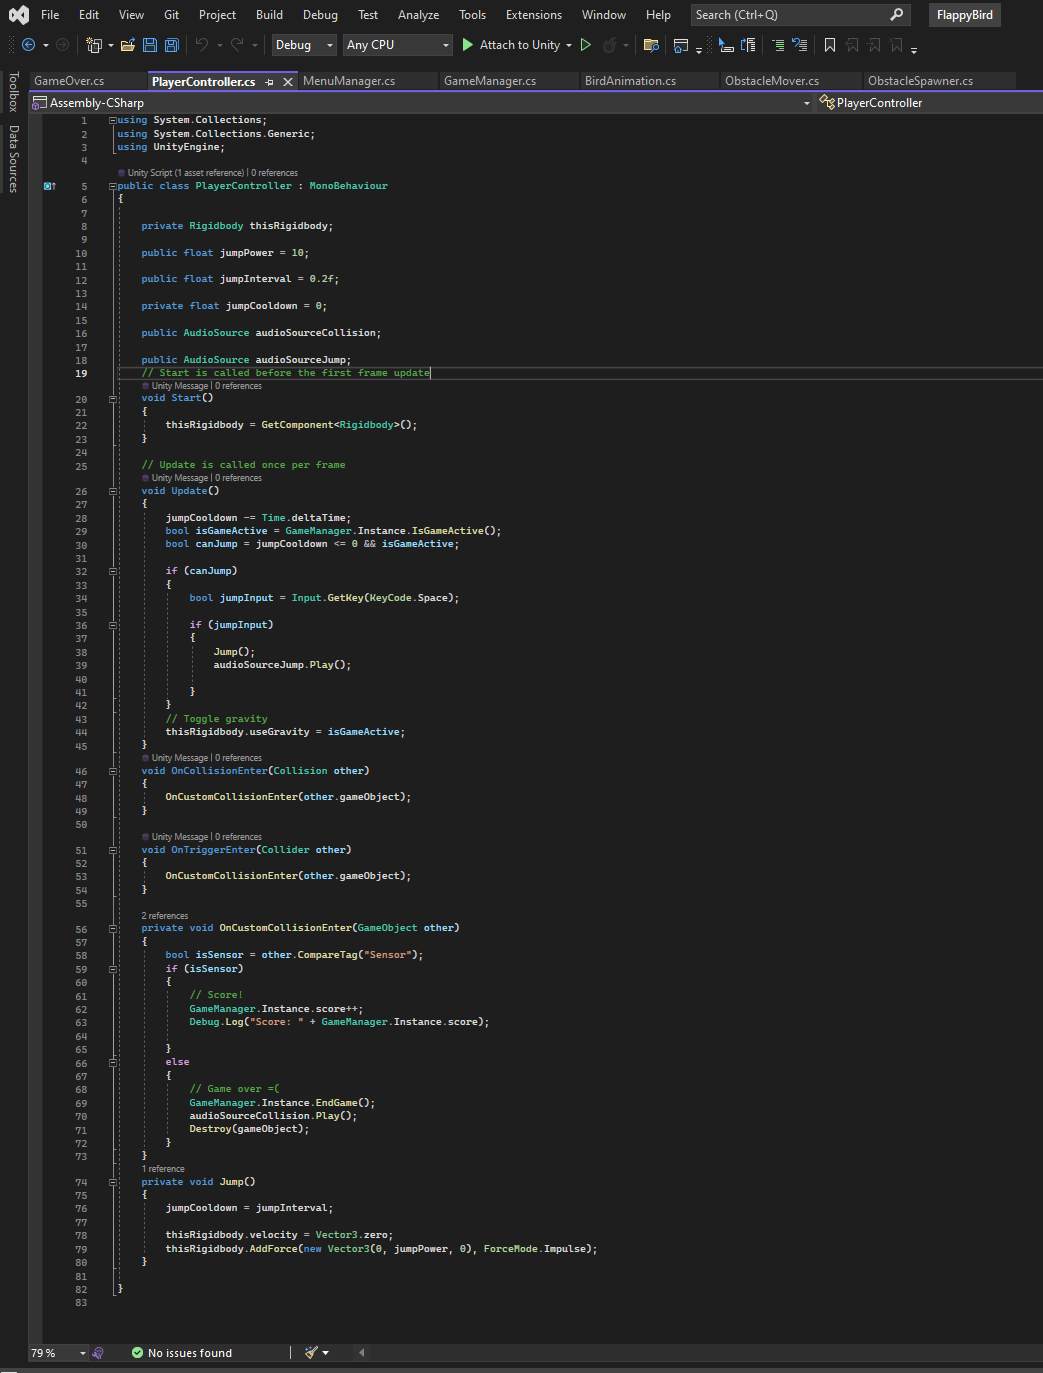 File Edit View Git Project Build Debug Test Analyze Tools Extensions Window Help Search (Ctrl+Q) FlappyBird
Debug Any CPU Attach to Unity
GameOver.cs PlayerController.cs MenuManager.cs GameManager.cs BirdAnimation.cs ObstacleMover.cs ObstacleSpawner.cs
Toolbox
Data Sources
Assembly-CSharp PlayerController
1 using System.Collections;
2 using System.Collections.Generic;
3 using UnityEngine;
4
Unity Script (1 asset reference) | 0 references
5 public class PlayerController : MonoBehaviour
6 {
7
8 private Rigidbody thisRigidbody;
9
10 public float jumpPower = 10;
11
12 public float jumpInterval = 0.2f;
13
14 private float jumpCooldown = 0;
15
16 public AudioSource audioSourceCollision;
17
18 public AudioSource audioSourceJump;
19 // Start is called before the first frame update
Unity Message | 0 references
20 void Start()
21 {
22 thisRigidbody = GetComponent<Rigidbody>();
23 }
24
25 // Update is called once per frame
Unity Message | 0 references
26 void Update()
27 {
28 jumpCooldown -= Time.deltaTime;
29 bool isGameActive = GameManager.Instance.IsGameActive();
30 bool canJump = jumpCooldown <= 0 && isGameActive;
31
32 if (canJump)
33 {
34 bool jumpInput = Input.GetKey(KeyCode.Space);
35
36 if (jumpInput)
37 {
38 Jump();
39 audioSourceJump.Play();
40
41 }
42 }
43 // Toggle gravity
44 thisRigidbody.useGravity = isGameActive;
45 }
Unity Message | 0 references
46 void OnCollisionEnter(Collision other)
47 {
48 OnCustomCollisionEnter(other.gameObject);
49 }
50
Unity Message | 0 references
51 void OnTriggerEnter(Collider other)
52 {
53 OnCustomCollisionEnter(other.gameObject);
54 }
55
2 references
56 private void OnCustomCollisionEnter(GameObject other)
57 {
58 bool isSensor = other.CompareTag("Sensor");
59 if (isSensor)
60 {
61 // Score!
62 GameManager.Instance.score++;
63 Debug.Log("Score: " + GameManager.Instance.score);
64
65 }
66 else
67 {
68 // Game over =(
69 GameManager.Instance.EndGame();
70 audioSourceCollision.Play();
71 Destroy(gameObject);
72 }
73 }
1 reference
74 private void Jump()
75 {
76 jumpCooldown = jumpInterval;
77
78 thisRigidbody.velocity = Vector3.zero;
79 thisRigidbody.AddForce(new Vector3(0, jumpPower, 0), ForceMode.Impulse);
80 }
81
82 }
83
79 % No issues found